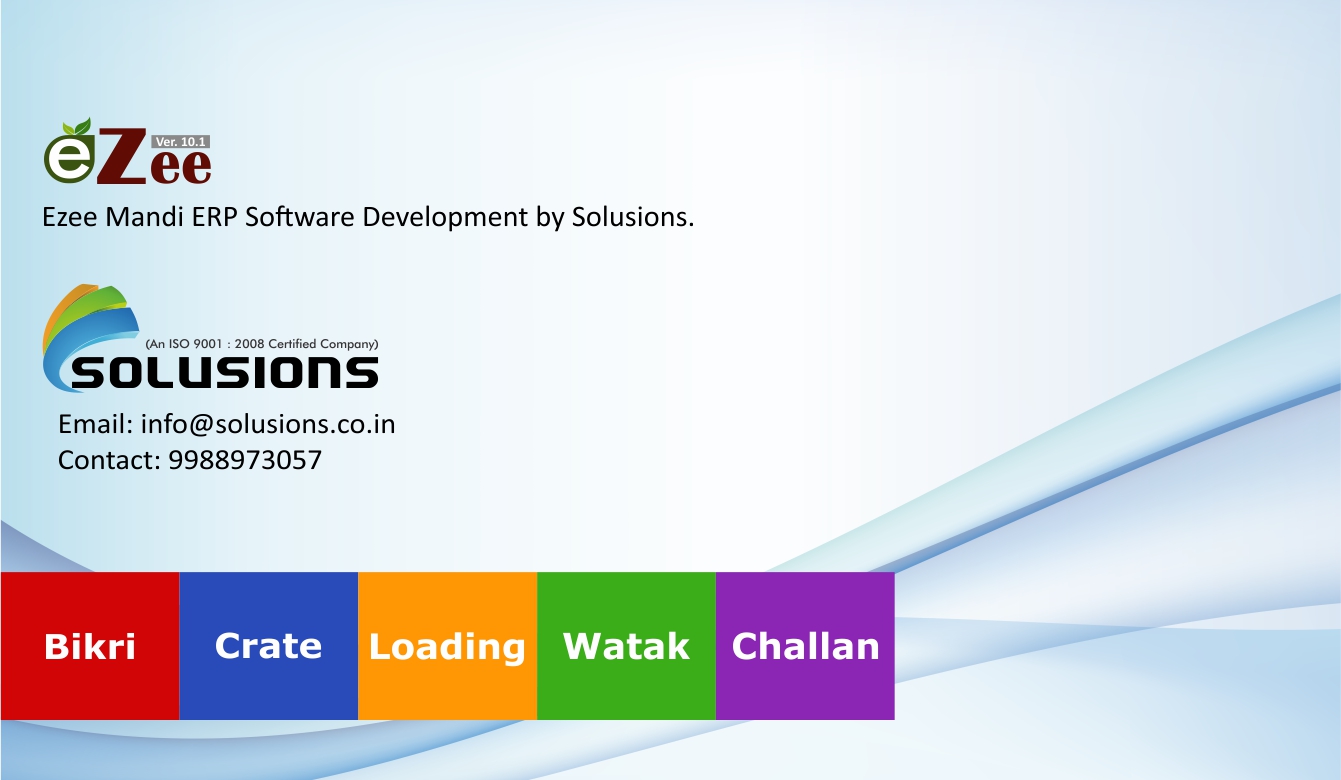 eZee Ver. 10.1
Ezee Mandi ERP Software Development by Solusions.
(An ISO 9001 : 2008 Certified Company)
SOLUSIONS
Email: info@solusions.co.in
Contact: 9988973057
Bikri Crate Loading Watak Challan